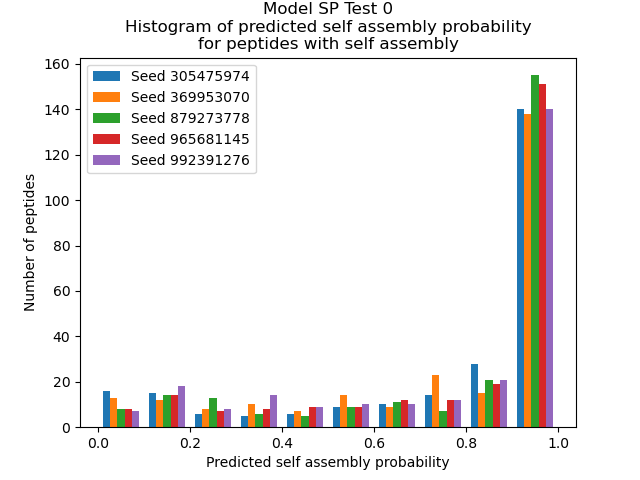 Model SP Test 0
Histogram of predicted self assembly probability
for peptides with self assembly
Seed 305475974
Seed 369953070
Seed 879273778
Seed 965681145
Seed 992391276
Number of peptides
160
140
120
100
80
60
40
20
0
0.0 0.2 0.4 0.6 0.8 1.0
Predicted self assembly probability